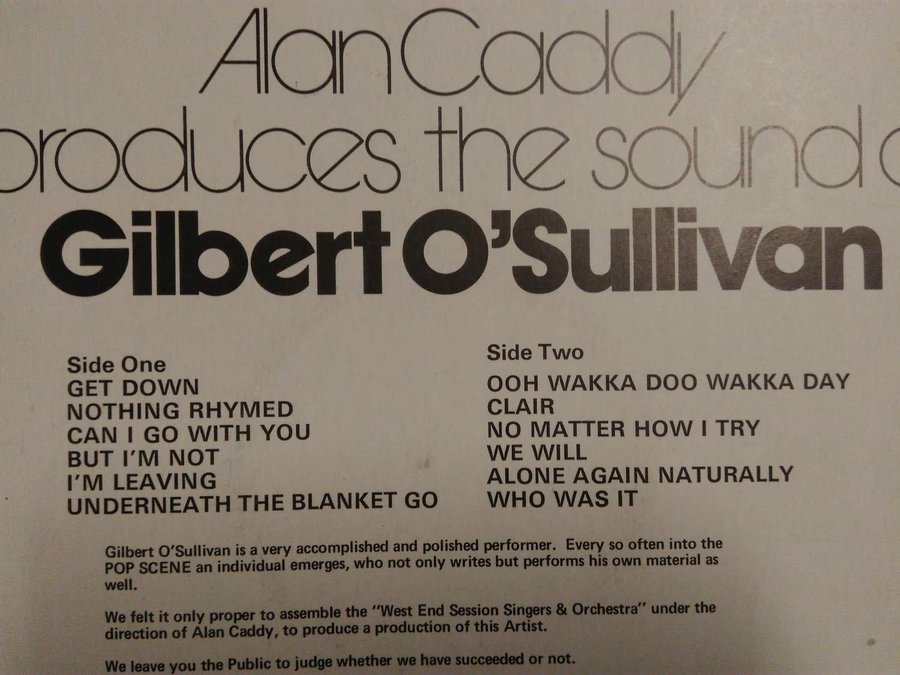 Alan Caddy
produces the sound o
Gilbert O'Sullivan
Side One
GET DOWN
NOTHING RHYMED
CAN I GO WITH YOU
BUT I'M NOT
I'M LEAVING
UNDERNEATH THE BLANKET GO
Side Two
OOH WAKKA DOO WAKKA DAY
CLAIR
NO MATTER HOW I TRY
WE WILL
ALONE AGAIN NATURALLY
WHO WAS IT
Gilbert O'Sullivan is a very accomplished and polished performer. Every so often into the
POP SCENE an individual emerges, who not only writes but performs his own material as
well.
We felt it only proper to assemble the "West End Session Singers & Orchestra" under the
direction of Alan Caddy, to produce a production of this Artist.
We leave you the Public to judge whether we have succeeded or not.